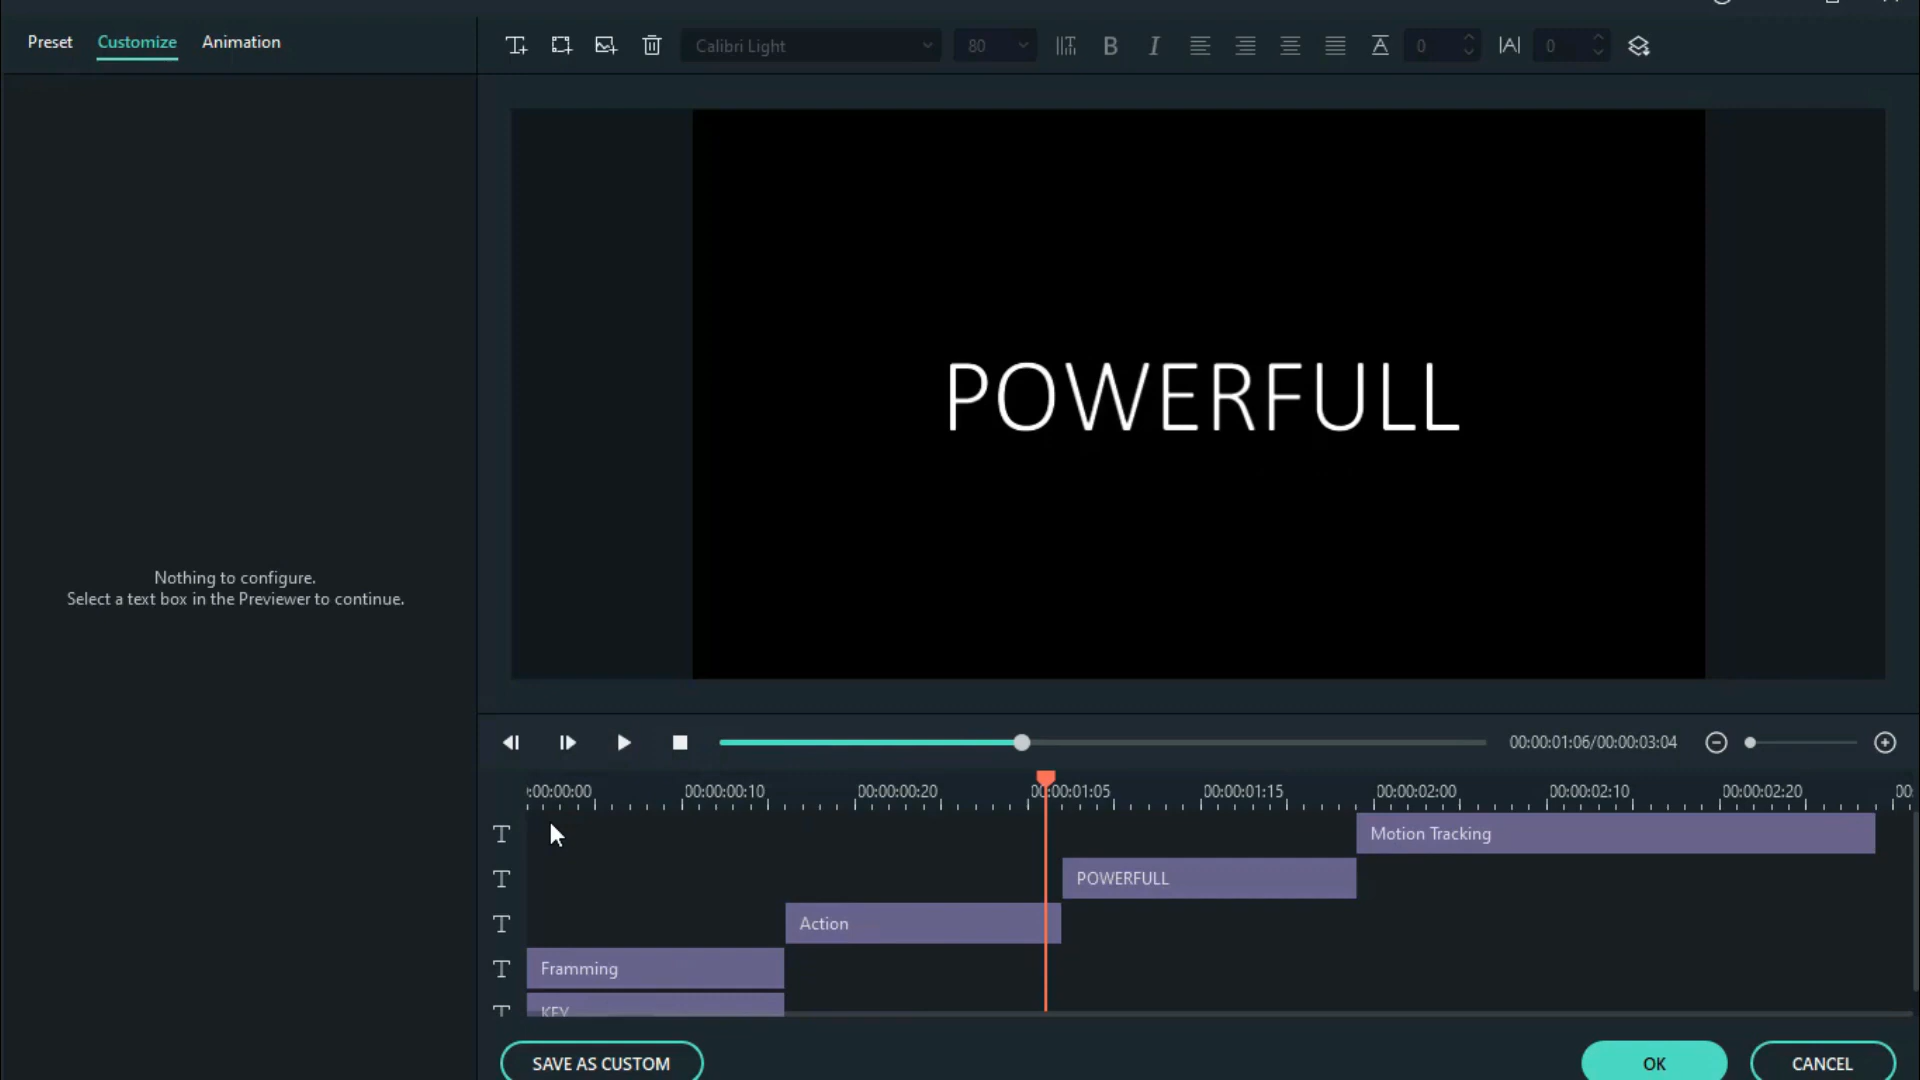 Preset Customize Animation
Calibri Light 80 B I A 0 |A| 0
POWERFULL
Nothing to configure.
Select a text box in the Previewer to continue.
00:00:01:06/00:00:03:04
:00:00:00 00:00:00:10 00:00:00:20 00:00:01:05 00:00:01:15 00:00:02:00 00:00:02:10 00:00:02:20 00:
T Motion Tracking
T POWERFULL
T Action
T Framming
T KEY
SAVE AS CUSTOM OK CANCEL